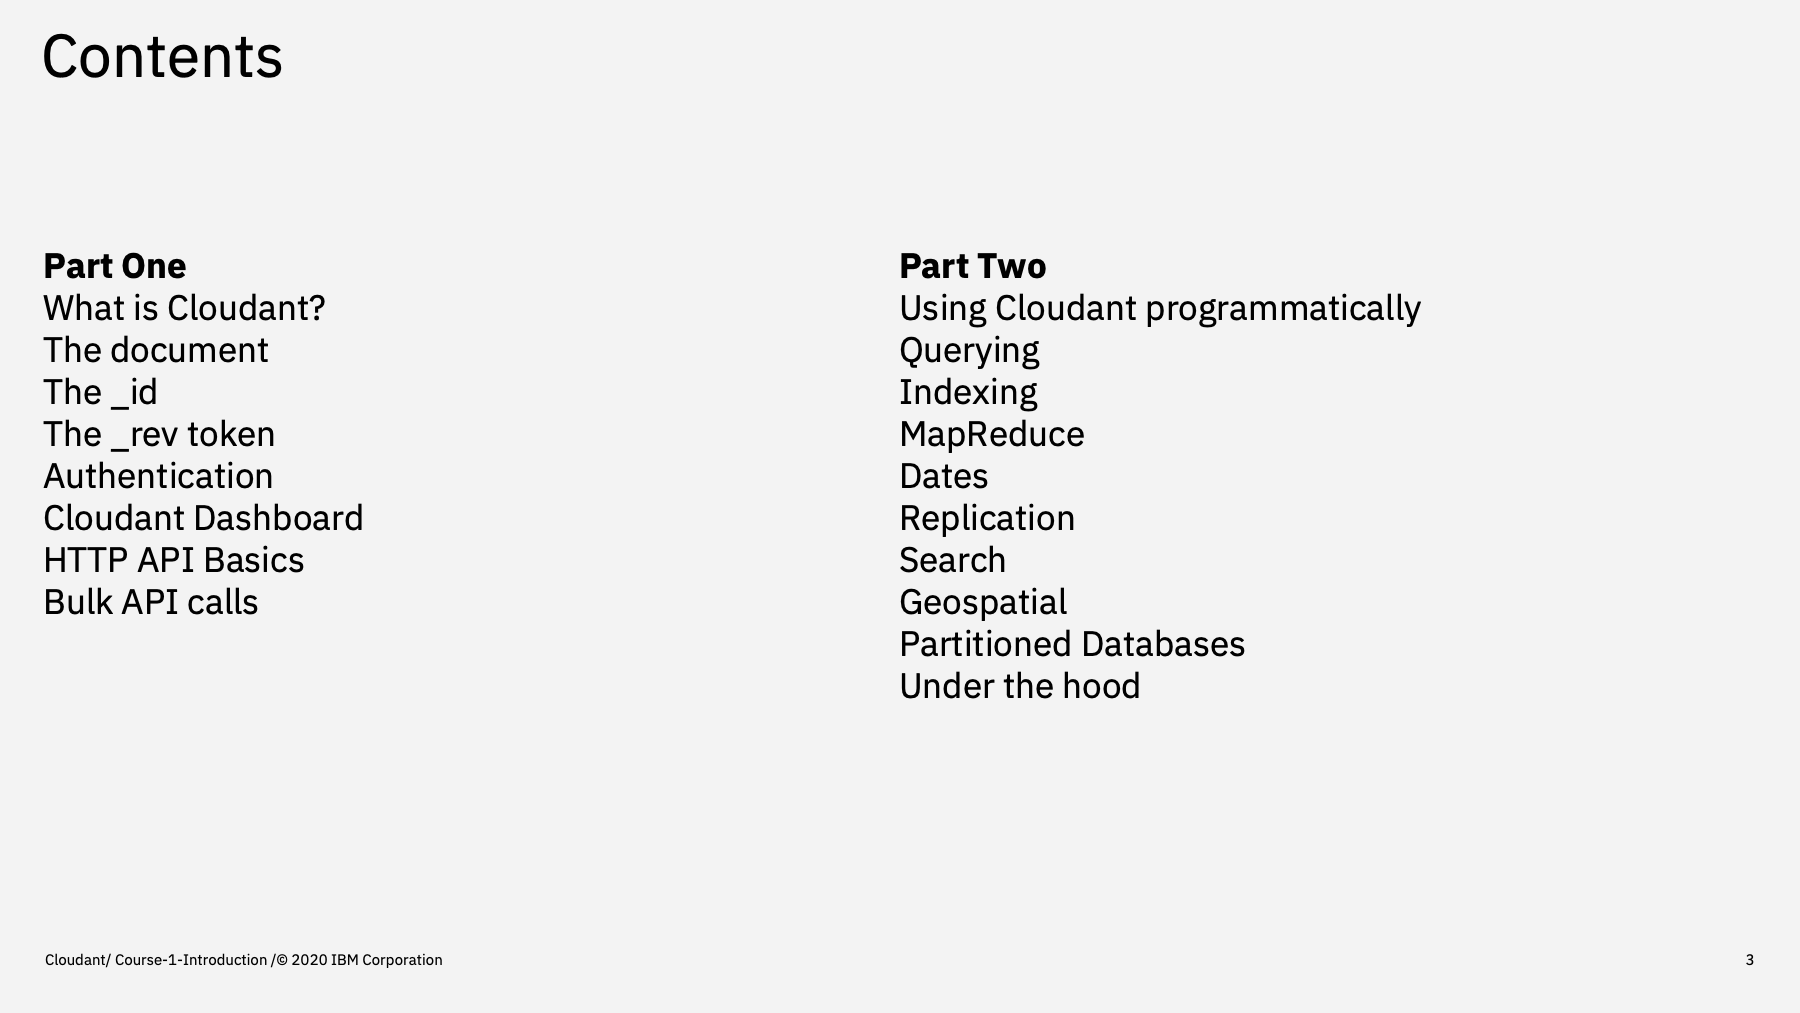 Contents
Part One
What is Cloudant?
The document
The _id
The _rev token
Authentication
Cloudant Dashboard
HTTP API Basics
Bulk API calls
Part Two
Using Cloudant programmatically
Querying
Indexing
MapReduce
Dates
Replication
Search
Geospatial
Partitioned Databases
Under the hood
Cloudant/ Course-1-Introduction /© 2020 IBM Corporation
3